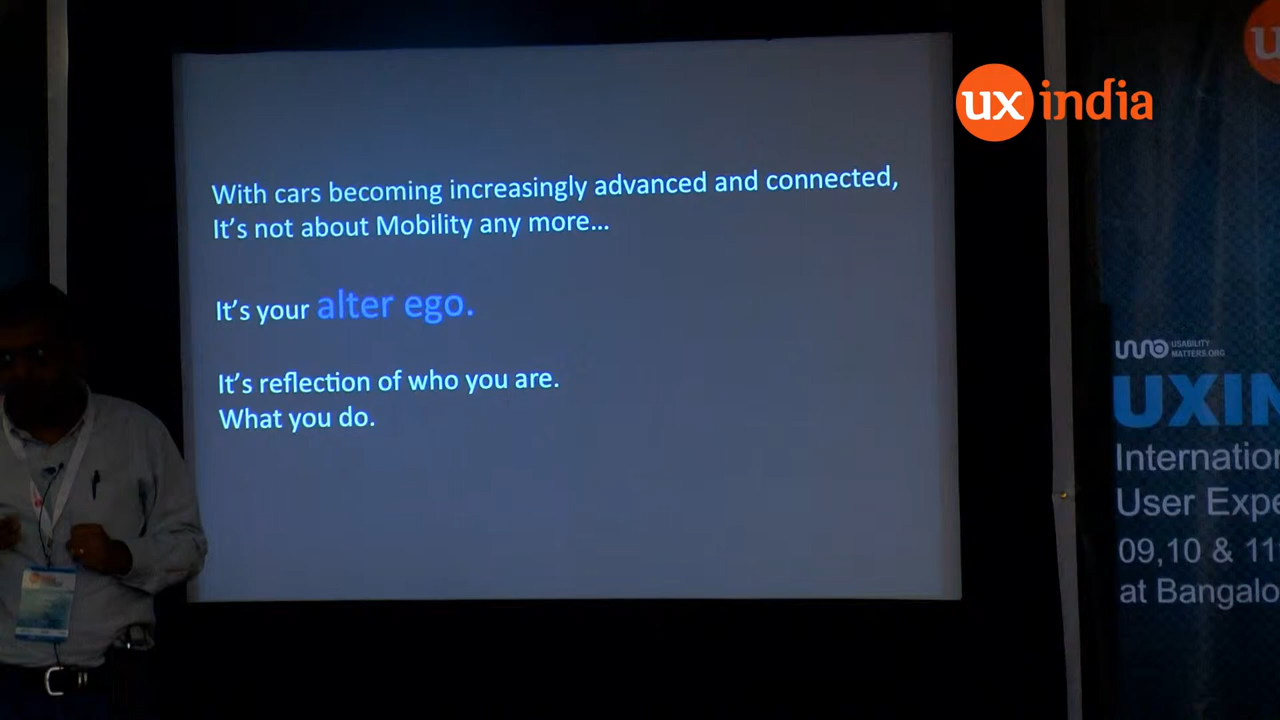 With cars becoming increasingly advanced and connected,
It's not about Mobility any more...
It's your alter ego.
It's reflection of who you are.
What you do.
ux india
USABILITY
MATTERS.ORG
UXIN
Internatio
User Expe
09,10 & 11
at Bangalo